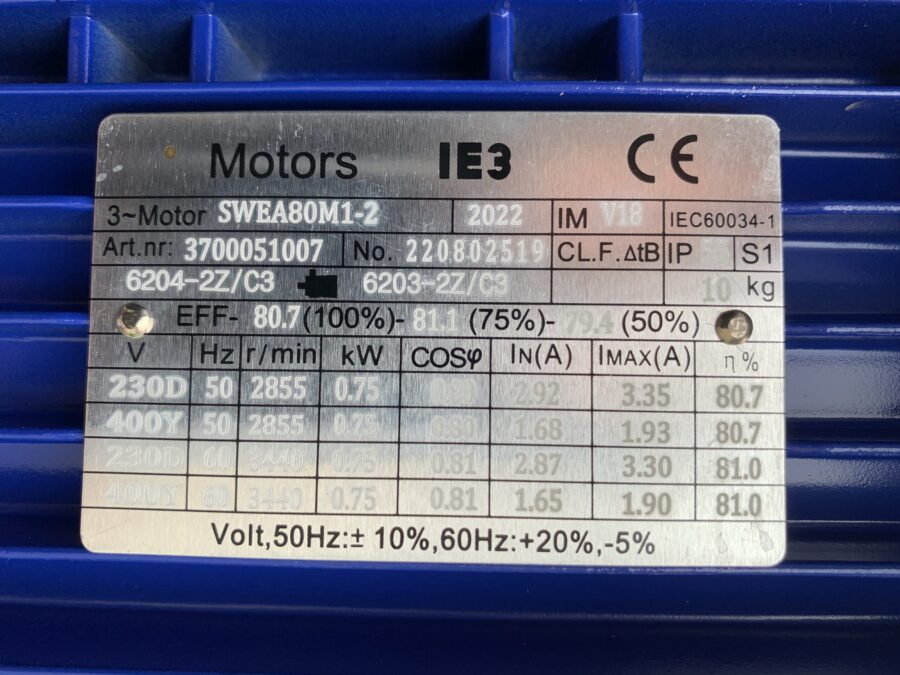 Motors IE3 CE
3~Motor SWEA80M1-2 2022 IM V18 IEC60034-1
Art.nr: 3700051007 No. 220802519 CL.F. ΔtB IP 55 S1
6204-2Z/C3 6203-2Z/C3 10 kg
EFF- 80.7(100%)- 81.1 (75%)- 79.4 (50%)
V Hz r/min kW COSφ IN(A) IMAX(A) η%
230D 50 2855 0.75 2.92 3.35 80.7
400Y 50 2855 0.75 0.80 1.68 1.93 80.7
230D 60 3440 0.75 0.81 2.87 3.30 81.0
400Y 60 3440 0.75 0.81 1.65 1.90 81.0
Volt,50Hz:± 10%,60Hz:+20%,-5%